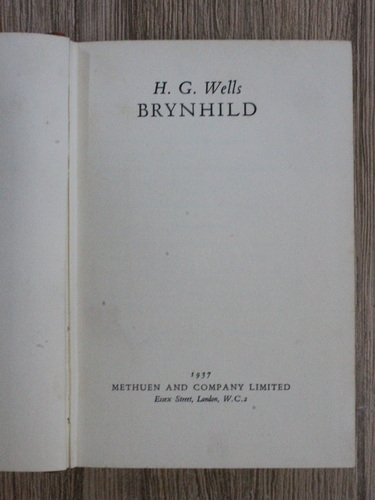 H. G. Wells
BRYNHILD
1937
METHUEN AND COMPANY LIMITED
Essex Street, London, W.C.2